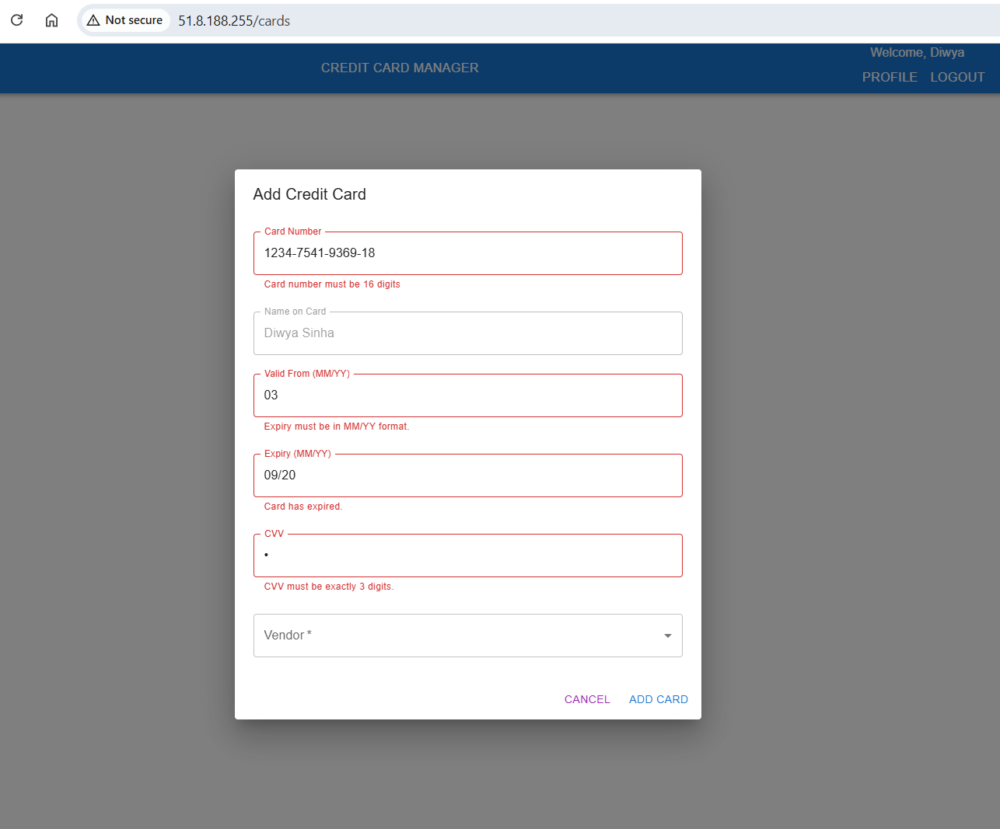 Not secure 51.8.188.255/cards
Welcome, Diwya
CREDIT CARD MANAGER
PROFILE LOGOUT
Add Credit Card
Card Number
1234-7541-9369-18
Card number must be 16 digits
Name on Card
Diwya Sinha
Valid From (MM/YY)
03
Expiry must be in MM/YY format.
Expiry (MM/YY)
09/20
Card has expired.
CVV
•
CVV must be exactly 3 digits.
Vendor *
CANCEL ADD CARD